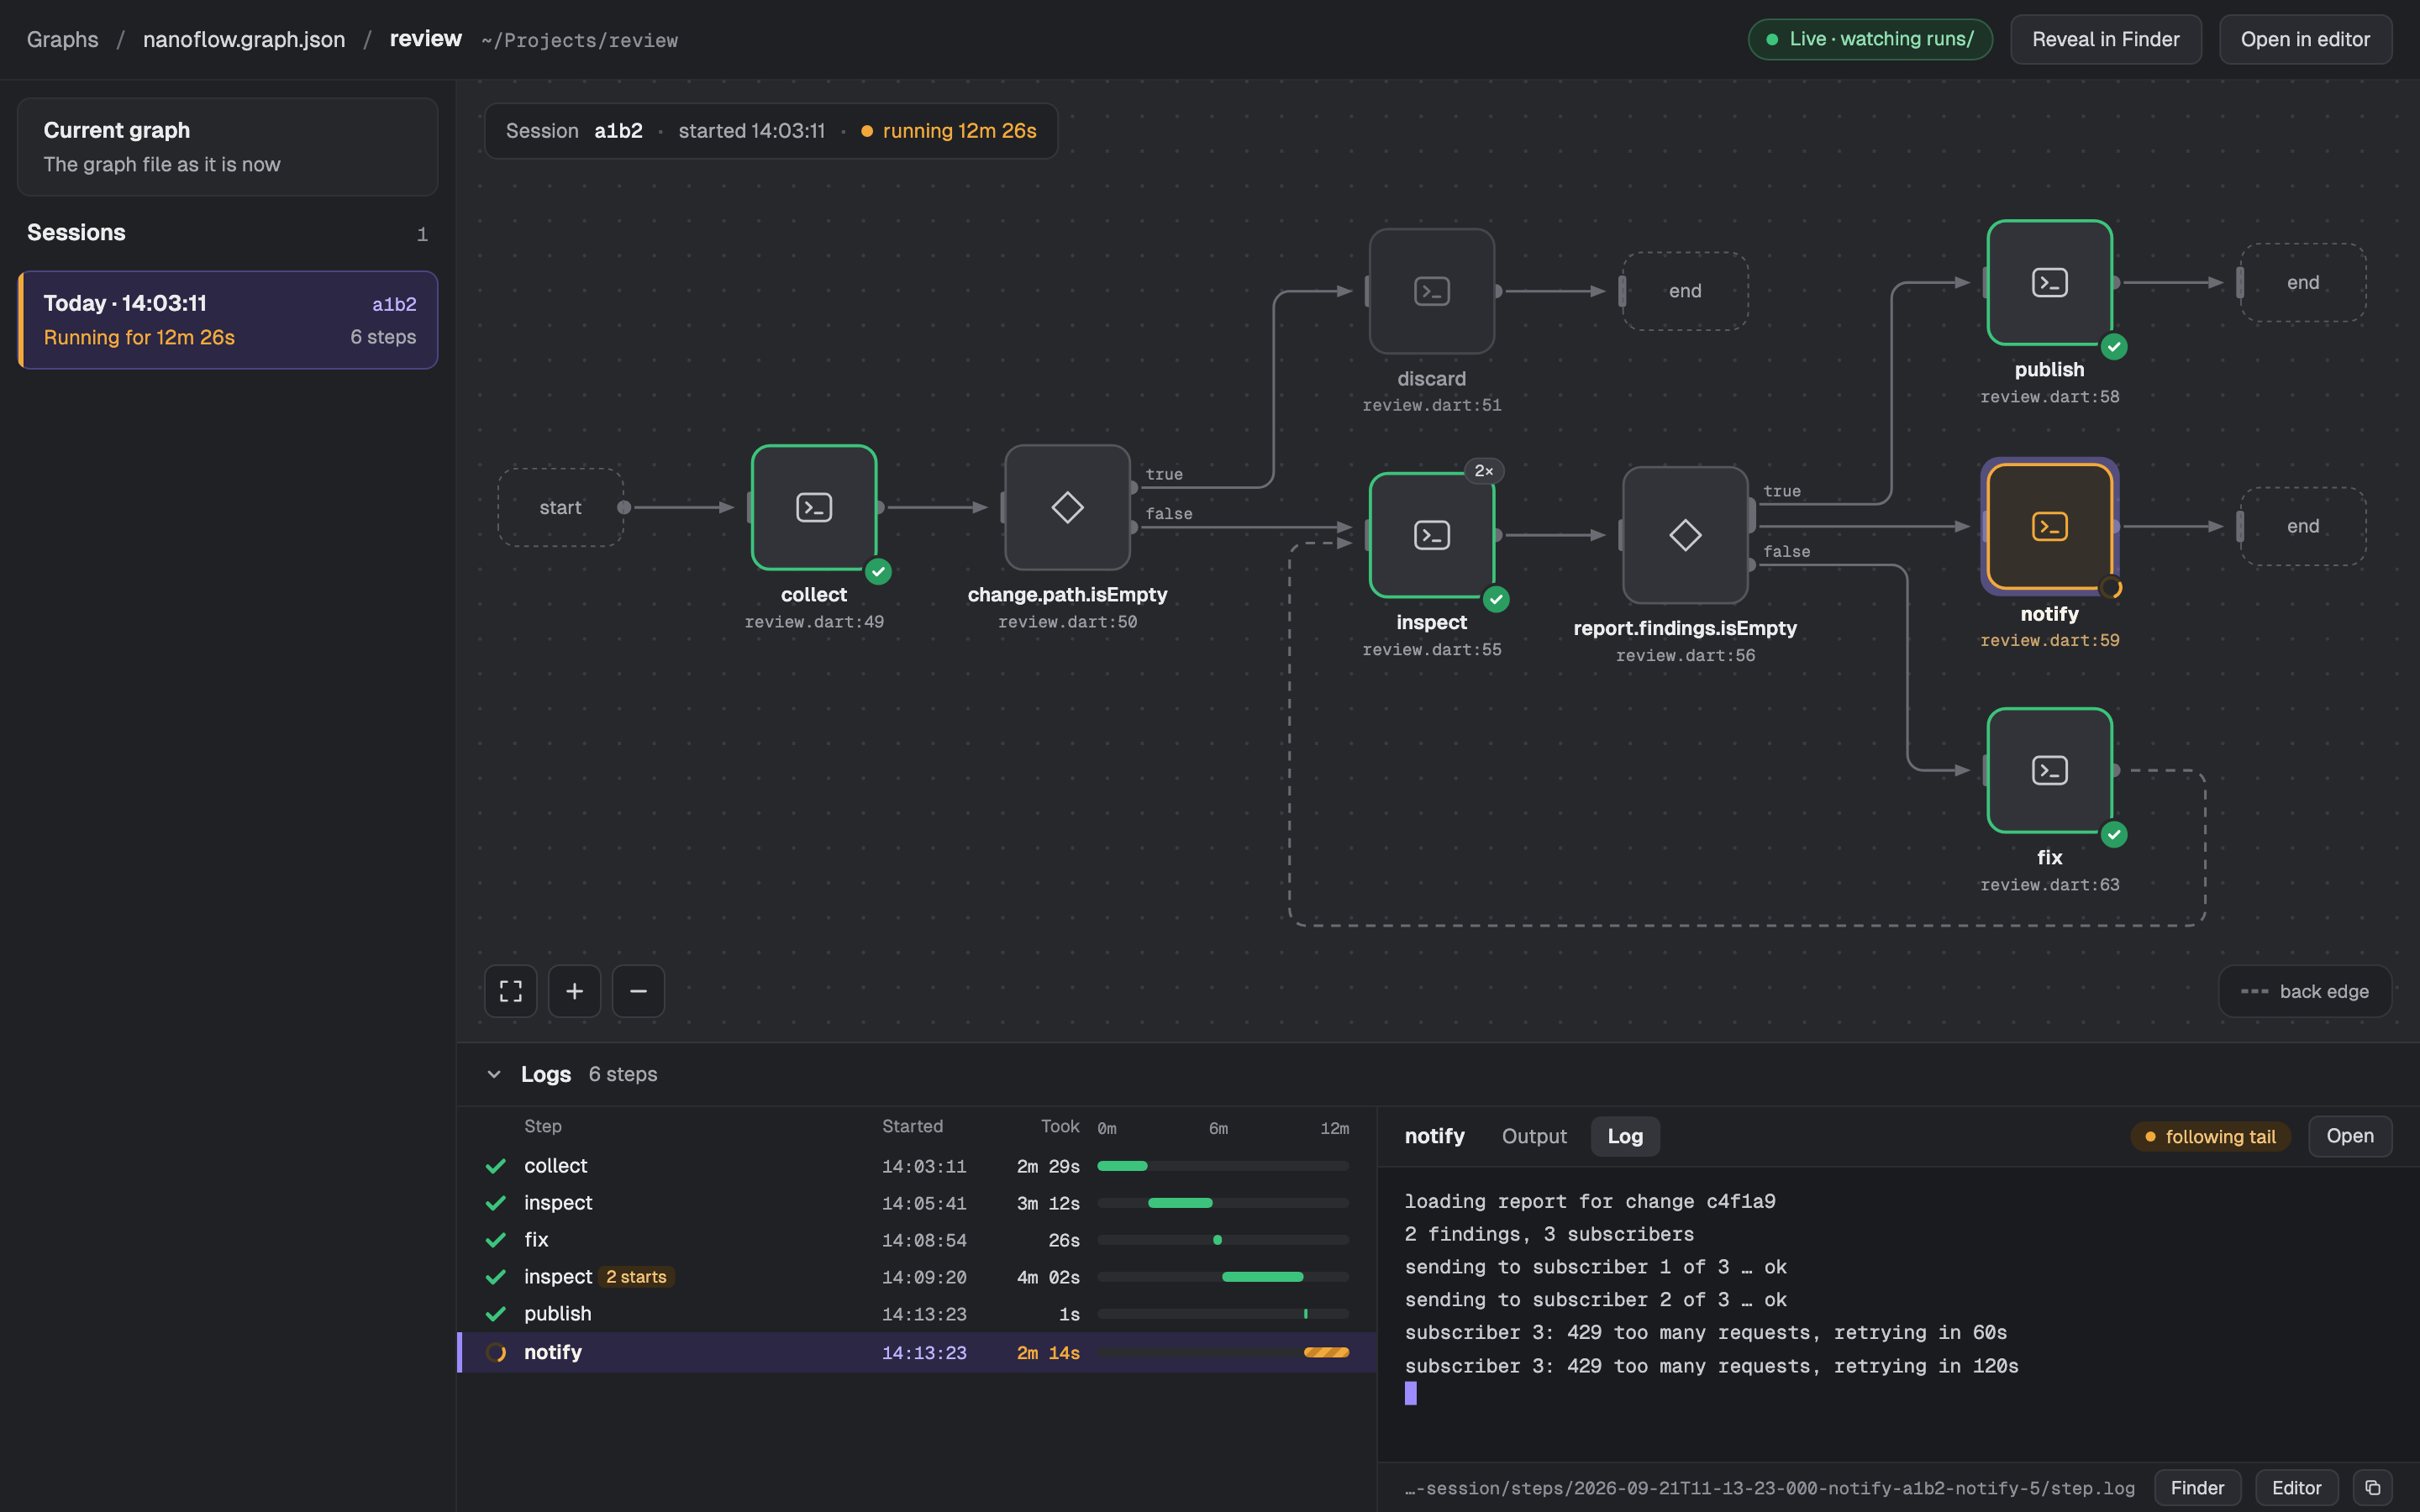 Graphs / nanoflow.graph.json / review ~/Projects/review
Live · watching runs/
Reveal in Finder
Open in editor
Current graph
The graph file as it is now
Sessions 1
Today · 14:03:11 a1b2
Running for 12m 26s 6 steps
Session a1b2 · started 14:03:11 · running 12m 26s
start
collect
review.dart:49
change.path.isEmpty
review.dart:50
true
false
discard
review.dart:51
end
2×
inspect
review.dart:55
report.findings.isEmpty
review.dart:56
true
false
publish
review.dart:58
end
notify
review.dart:59
end
fix
review.dart:63
back edge
Logs 6 steps
Step Started Took 0m 6m 12m
collect 14:03:11 2m 29s
inspect 14:05:41 3m 12s
fix 14:08:54 26s
inspect 2 starts 14:09:20 4m 02s
publish 14:13:23 1s
notify 14:13:23 2m 14s
notify Output Log
following tail
Open
loading report for change c4f1a9
2 findings, 3 subscribers
sending to subscriber 1 of 3 … ok
sending to subscriber 2 of 3 … ok
subscriber 3: 429 too many requests, retrying in 60s
subscriber 3: 429 too many requests, retrying in 120s
…-session/steps/2026-09-21T11-13-23-000-notify-a1b2-notify-5/step.log
Finder
Editor